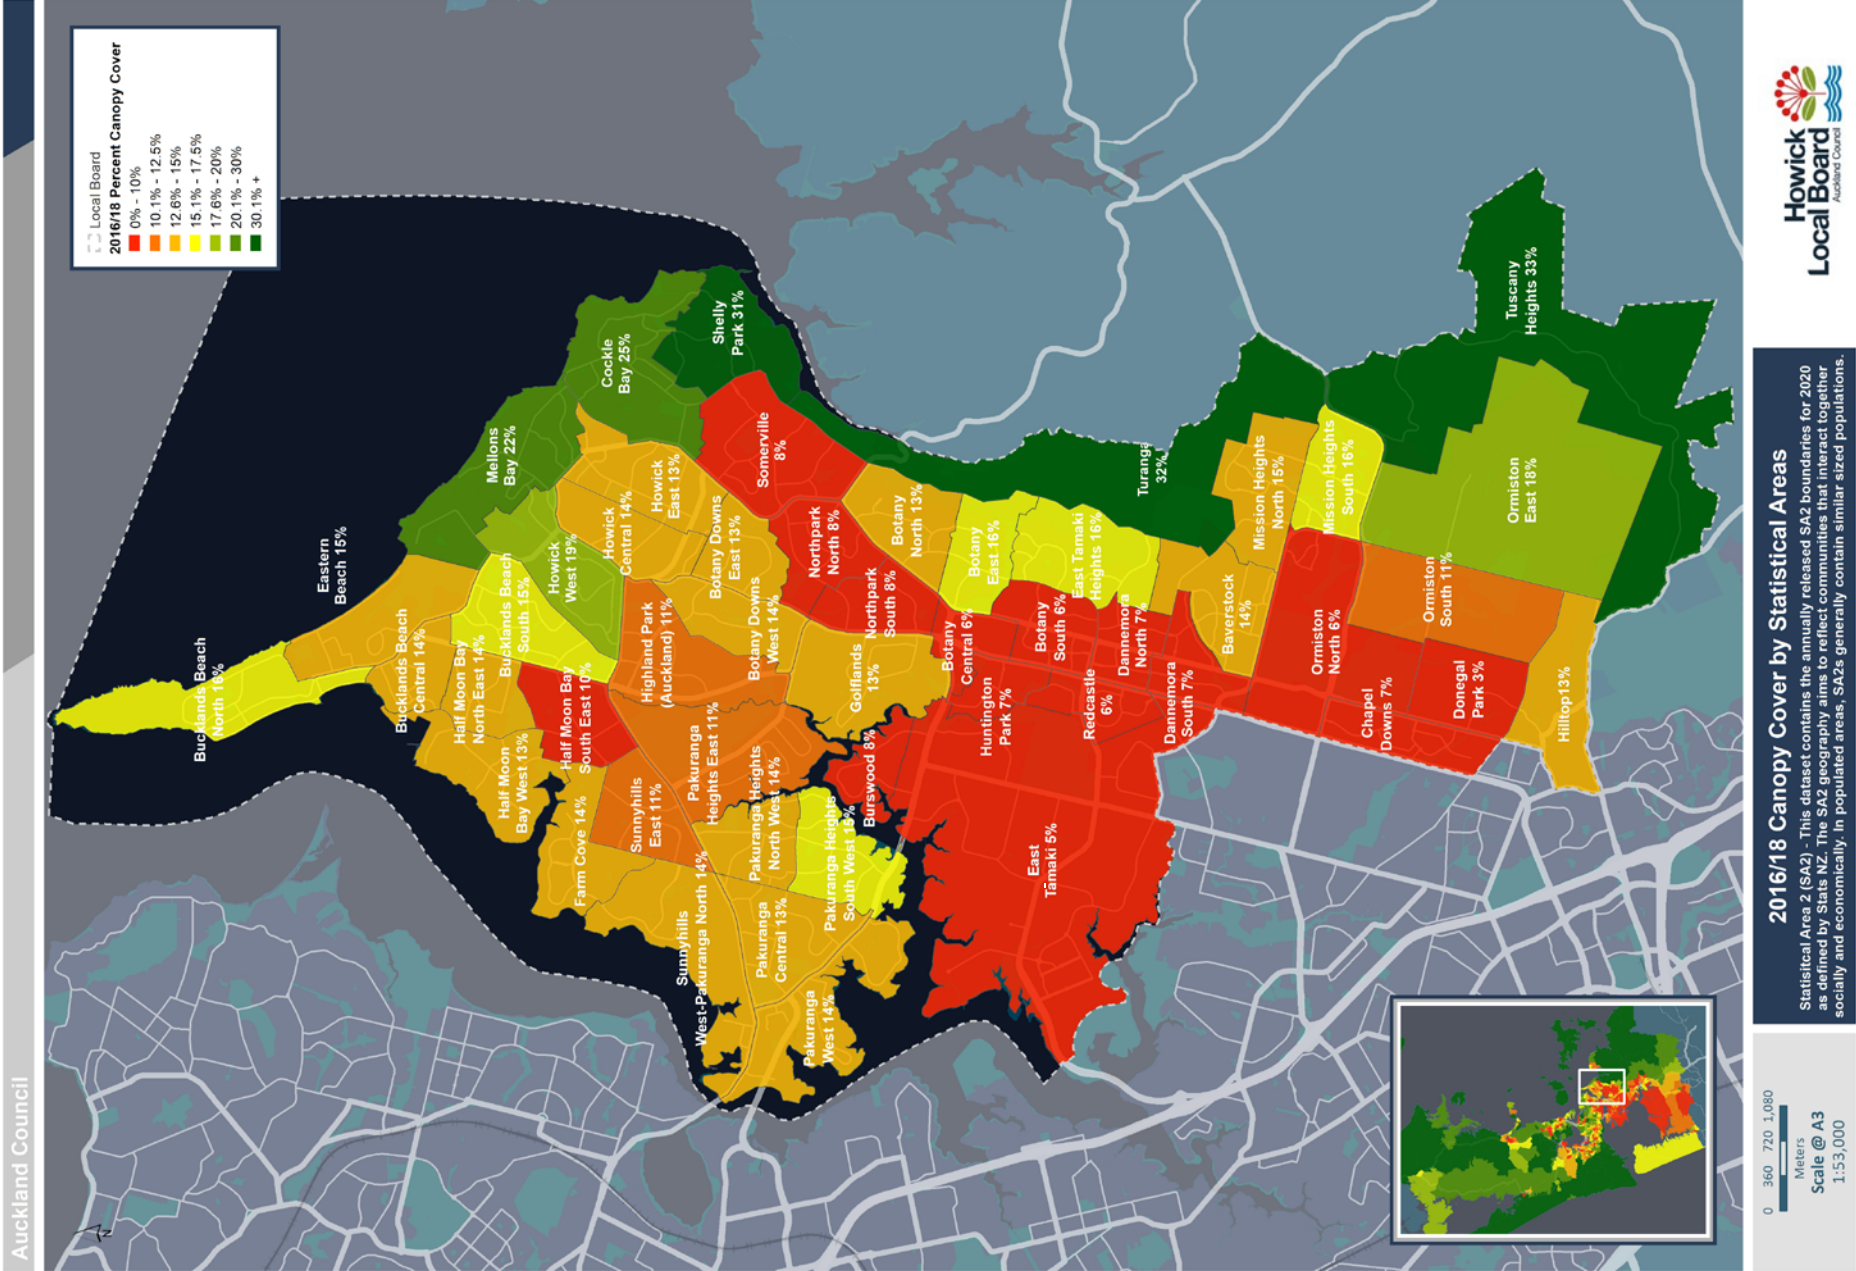 Auckland Council
Local Board
2016/18 Percent Canopy Cover
0% - 10%
10.1% - 12.5%
12.6% - 15%
15.1% - 17.5%
17.6% - 20%
20.1% - 30%
30.1% +
Bucklands Beach
North 16%
Eastern
Beach 15%
Bucklands Beach
Central 14%
Half Moon Bay
North East 14%
Bucklands Beach
South 15%
Half Moon
Bay West 13%
Half Moon Bay
South East 10%
Mellons
Bay 22%
Howick
West 19%
Cockle
Bay 25%
Shelly
Park 31%
Howick
Central 14%
Howick
East 13%
Farm Cove 14%
Sunnyhills
East 11%
Highland Park
(Auckland) 11%
Pakuranga
Heights East 11%
Botany Downs
East 13%
Botany Downs
West 14%
Somerville
8%
Sunnyhills
West-Pakuranga North 14%
Pakuranga Heights
North West 14%
Pakuranga
Central 13%
Pakuranga
West 14%
Pakuranga Heights
South West 15%
Northpark
North 8%
Northpark
South 8%
Golflands
13%
Burswood 8%
Botany
North 13%
Botany
Central 6%
Botany
East 16%
Huntington
Park 7%
Botany
South 6%
East Tamaki
Heights 16%
East
Tāmaki 5%
Redcastle
6%
Dannemora
North 7%
Dannemora
South 7%
Turanga
32%
Baverstock
14%
Mission Heights
North 15%
Mission Heights
South 16%
Ormiston
North 6%
Chapel
Downs 7%
Ormiston
South 11%
Donegal
Park 3%
Ormiston
East 18%
Tuscany
Heights 33%
Hilltop13%
N
0 360 720 1,080
Meters
Scale @ A3
1:53,000
2016/18 Canopy Cover by Statistical Areas
Statisitcal Area 2 (SA2) - This dataset contains the annually released SA2 boundaries for 2020
as defined by Stats NZ. The SA2 geography aims to reflect communities that interact together
socially and economically. In populated areas, SA2s generally contain similar sized populations.
Howick
Local Board
Auckland Council